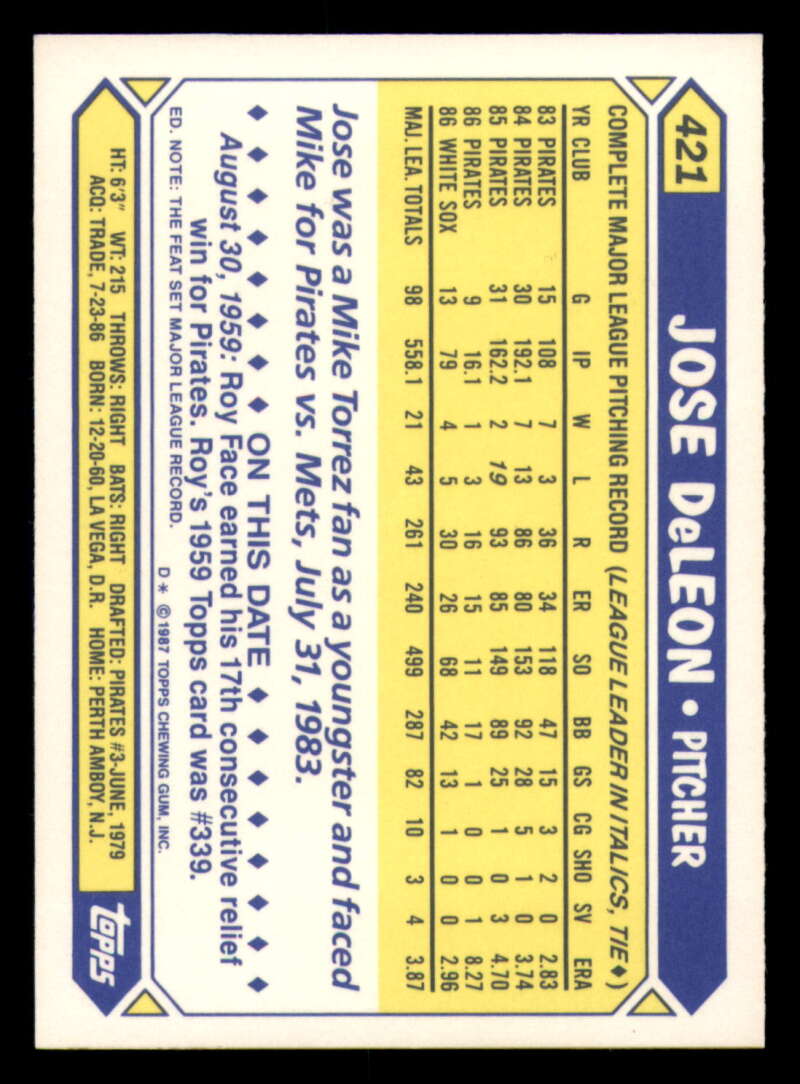 421
JOSE DeLEON • PITCHER
COMPLETE MAJOR LEAGUE PITCHING RECORD (LEAGUE LEADER IN ITALICS, TIE♦)
YR CLUB G IP W L R ER SO BB GS CG SHO SV ERA
83 PIRATES 15 108 7 3 36 34 118 47 15 3 2 0 2.83
84 PIRATES 30 192.1 7 13 86 80 153 92 28 5 1 0 3.74
85 PIRATES 31 162.2 2 19 93 85 149 89 25 1 0 3 4.70
86 PIRATES 9 16.1 1 3 16 15 11 17 1 0 0 1 8.27
86 WHITE SOX 13 79 4 5 30 26 68 42 13 1 0 0 2.96
MAJ. LEA. TOTALS 98 558.1 21 43 261 240 499 287 82 10 3 4 3.87
Jose was a Mike Torrez fan as a youngster and faced
Mike for Pirates vs. Mets, July 31, 1983.
♦ ♦ ♦ ♦ ♦ ♦ ♦ ♦ ON THIS DATE ♦ ♦ ♦ ♦ ♦ ♦ ♦ ♦
August 30, 1959: Roy Face earned his 17th consecutive relief
win for Pirates. Roy's 1959 Topps card was #339.
ED. NOTE: THE FEAT SET MAJOR LEAGUE RECORD.
D* ©1987 TOPPS CHEWING GUM, INC.
HT: 6'3" WT: 215 THROWS: RIGHT BATS: RIGHT DRAFTED: PIRATES #3-JUNE, 1979
ACQ: TRADE, 7-23-86 BORN: 12-20-60, LA VEGA, D.R. HOME: PERTH AMBOY, N.J.
topps